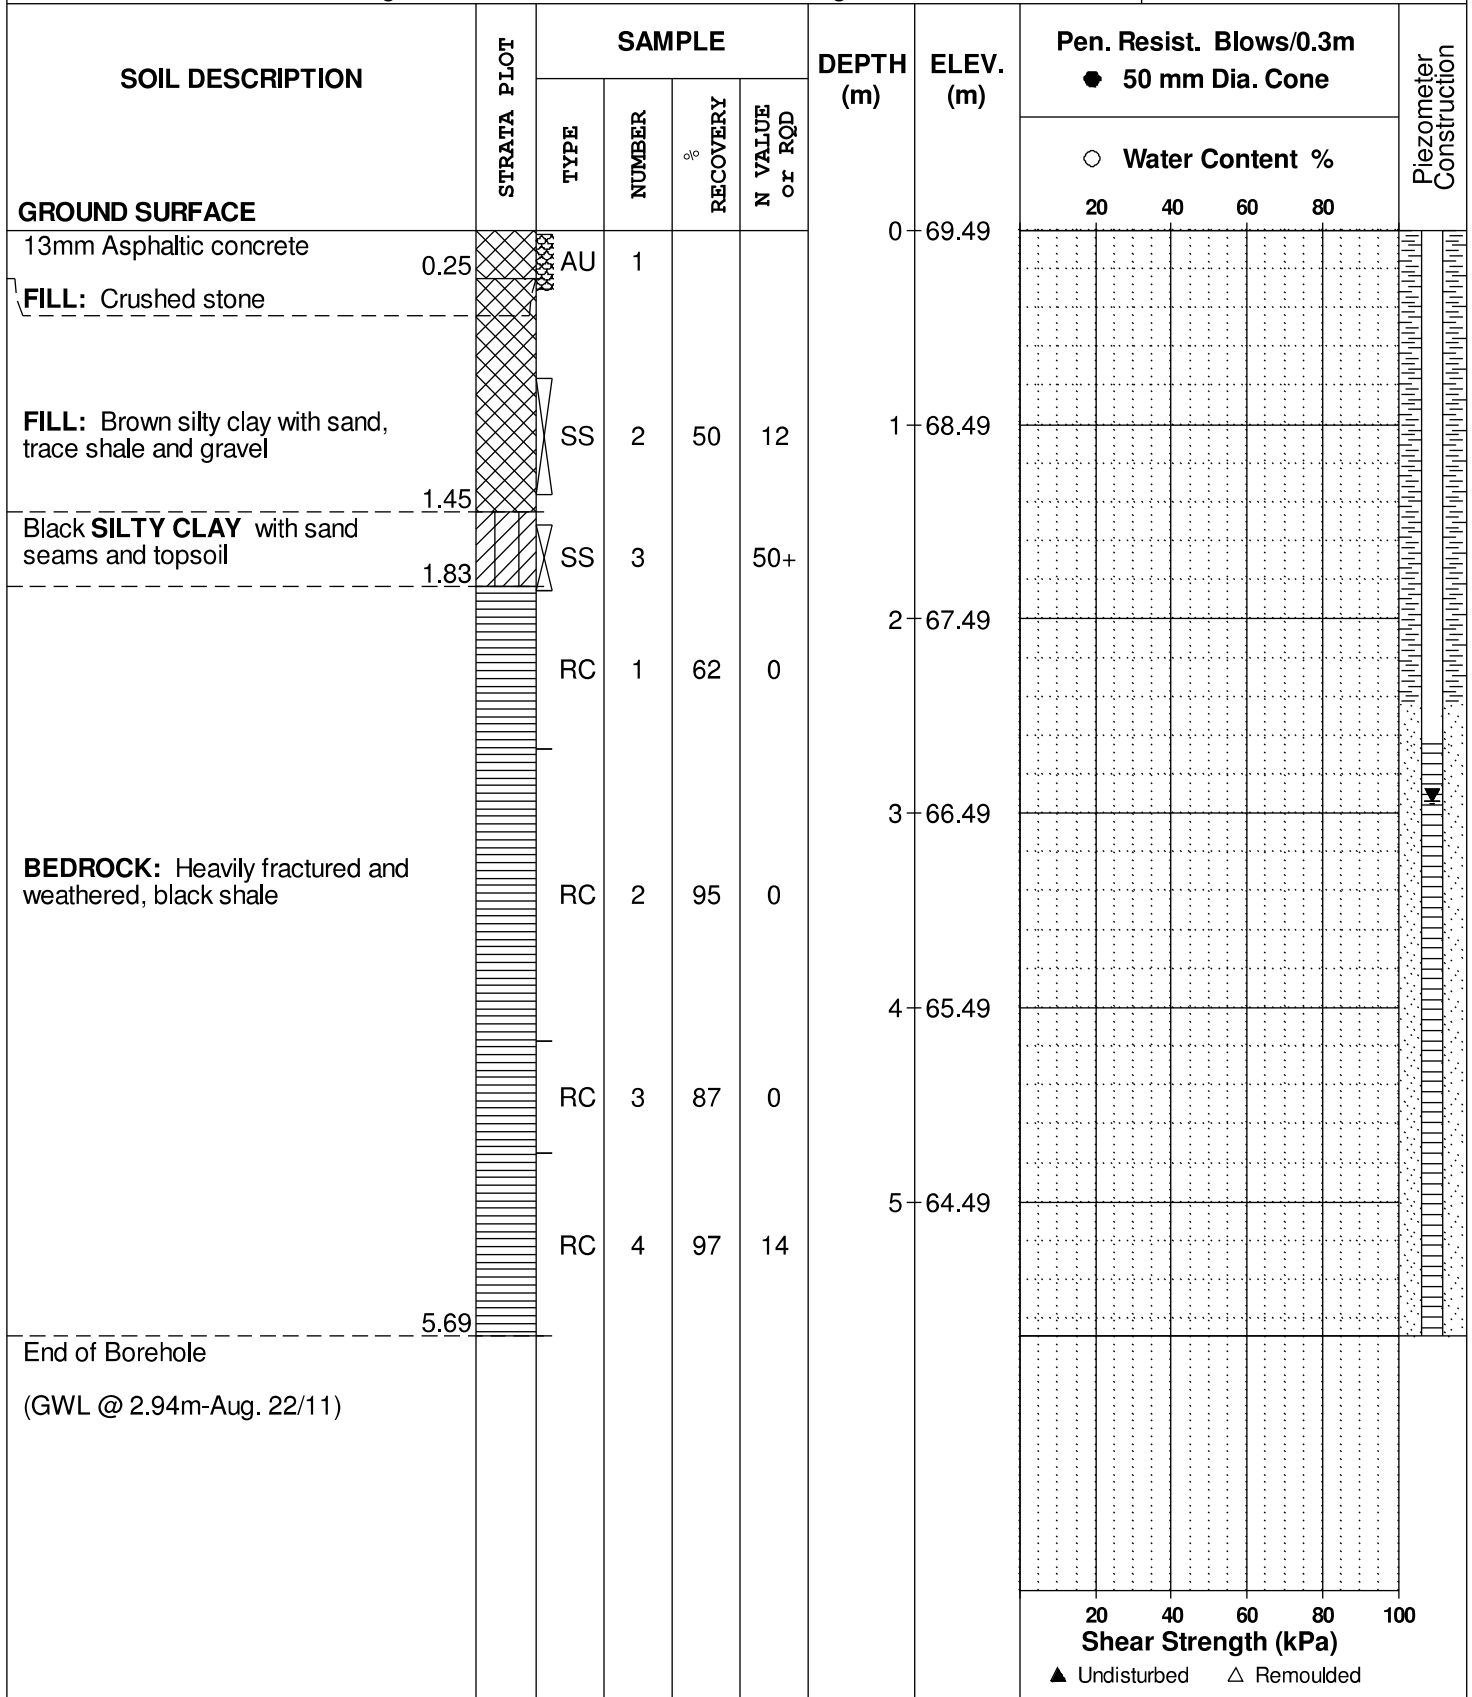 SOIL DESCRIPTION
GROUND SURFACE
STRATA PLOT
SAMPLE
TYPE
NUMBER
%
RECOVERY
N VALUE
or RQD
DEPTH
(m)
ELEV.
(m)
Pen. Resist. Blows/0.3m
● 50 mm Dia. Cone
○ Water Content %
20 40 60 80
Piezometer
Construction
0 69.49
13mm Asphaltic concrete
0.25
AU 1
FILL: Crushed stone
FILL: Brown silty clay with sand,
trace shale and gravel
SS 2 50 12
1 68.49
1.45
Black SILTY CLAY with sand
seams and topsoil
1.83
SS 3 50+
2 67.49
RC 1 62 0
3 66.49
BEDROCK: Heavily fractured and
weathered, black shale
RC 2 95 0
4 65.49
RC 3 87 0
5 64.49
RC 4 97 14
5.69
End of Borehole
(GWL @ 2.94m-Aug. 22/11)
20 40 60 80 100
Shear Strength (kPa)
▲ Undisturbed △ Remoulded